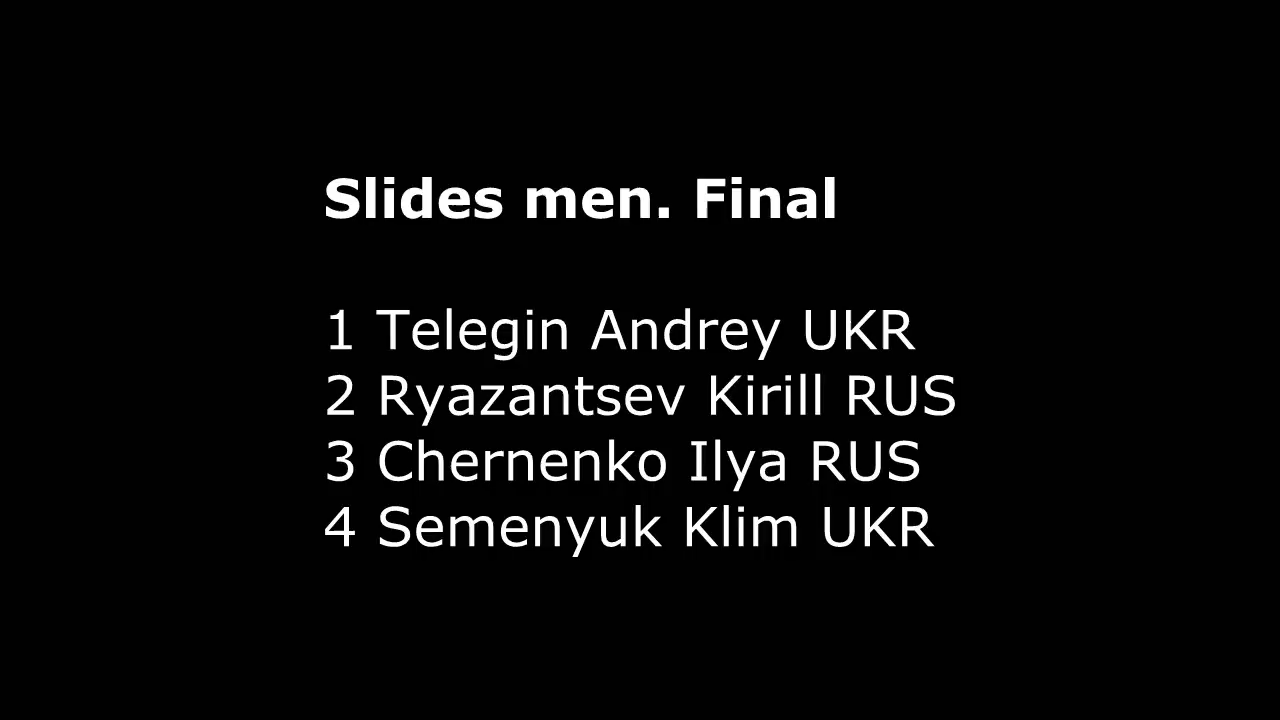 Slides men. Final
1 Telegin Andrey UKR
2 Ryazantsev Kirill RUS
3 Chernenko Ilya RUS
4 Semenyuk Klim UKR